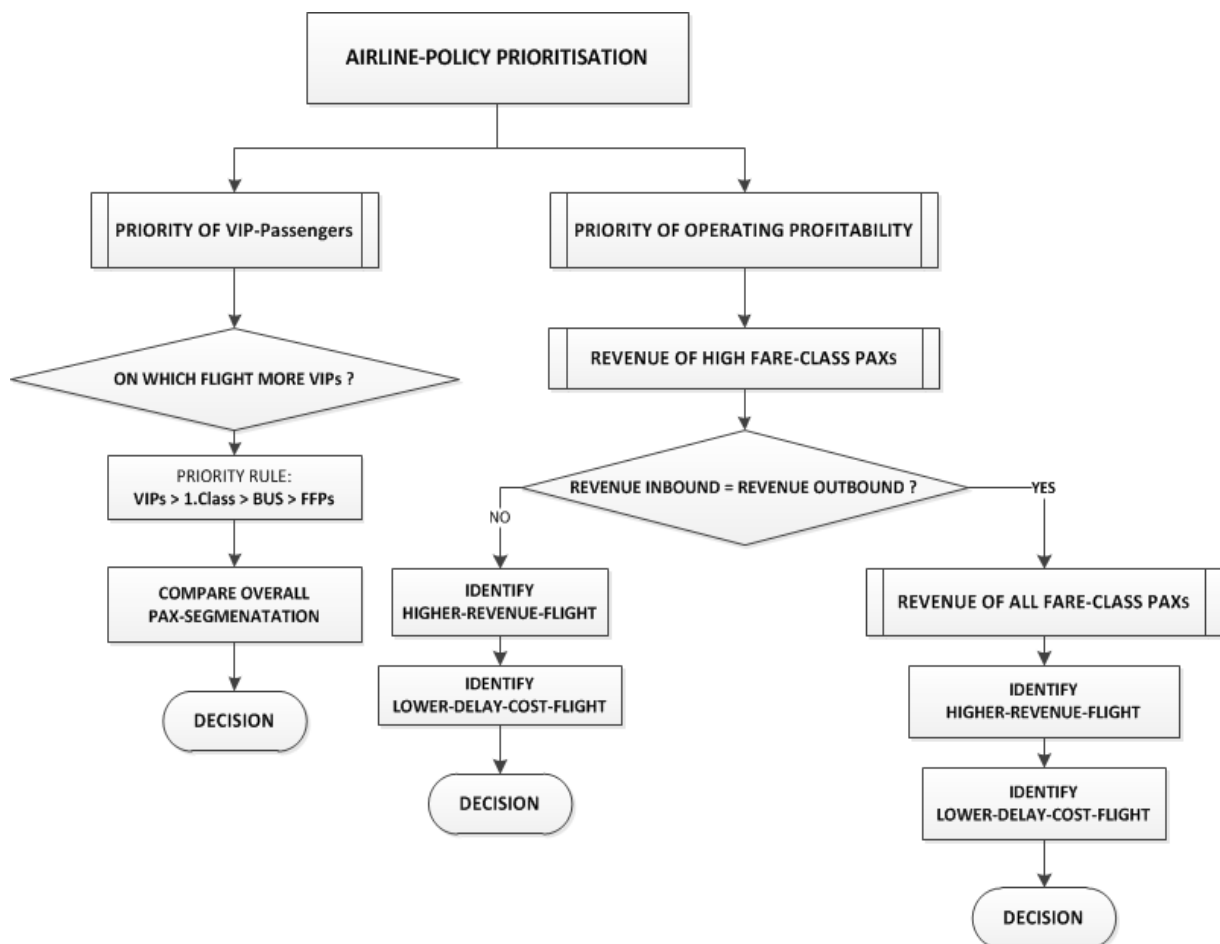 AIRLINE-POLICY PRIORITISATION
PRIORITY OF VIP-Passengers
PRIORITY OF OPERATING PROFITABILITY
REVENUE OF HIGH FARE-CLASS PAXs
ON WHICH FLIGHT MORE VIPs ?
PRIORITY RULE:
VIPs > 1.Class > BUS > FFPs
REVENUE INBOUND = REVENUE OUTBOUND ?
YES
NO
COMPARE OVERALL
PAX-SEGMENATATION
IDENTIFY
HIGHER-REVENUE-FLIGHT
REVENUE OF ALL FARE-CLASS PAXs
IDENTIFY
LOWER-DELAY-COST-FLIGHT
IDENTIFY
HIGHER-REVENUE-FLIGHT
DECISION
DECISION
IDENTIFY
LOWER-DELAY-COST-FLIGHT
DECISION